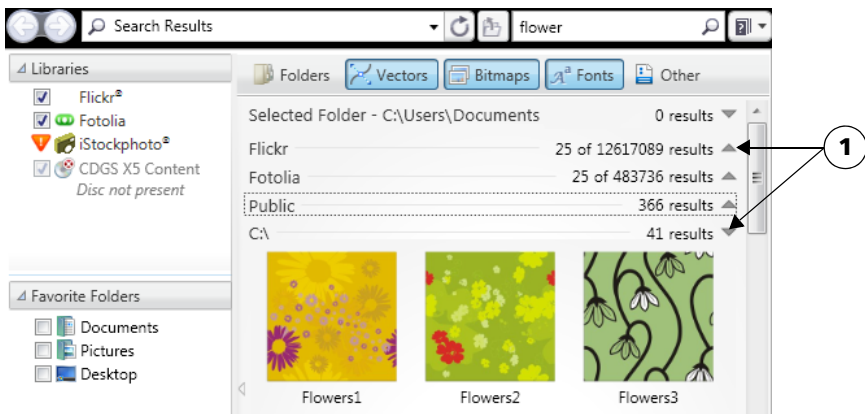 Search Results
flower
Libraries
Flickr®
Fotolia
iStockphoto®
CDGS X5 Content
Disc not present
Favorite Folders
Documents
Pictures
Desktop
Folders Vectors Bitmaps Fonts Other
Selected Folder - C:\Users\Documents 0 results
Flickr 25 of 12617089 results
Fotolia 25 of 483736 results
Public 366 results
C:\ 41 results
Flowers1 Flowers2 Flowers3
1